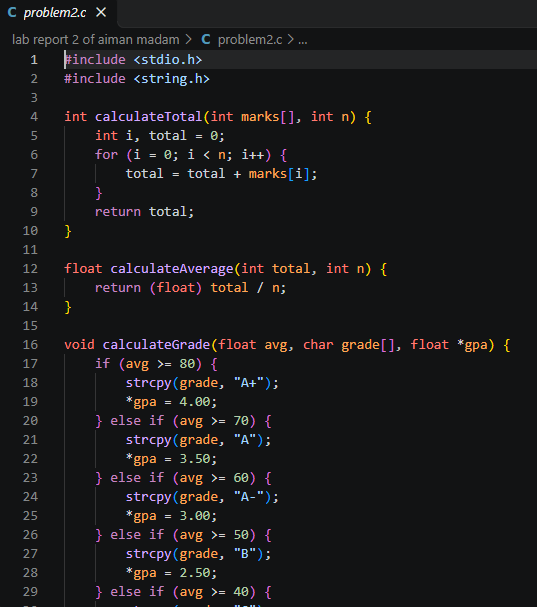 C problem2.c ×
lab report 2 of aiman madam > C problem2.c > ...
1 #include <stdio.h>
2 #include <string.h>
3
4 int calculateTotal(int marks[], int n) {
5     int i, total = 0;
6     for (i = 0; i < n; i++) {
7         total = total + marks[i];
8     }
9     return total;
10 }
11
12 float calculateAverage(int total, int n) {
13     return (float) total / n;
14 }
15
16 void calculateGrade(float avg, char grade[], float *gpa) {
17     if (avg >= 80) {
18         strcpy(grade, "A+");
19         *gpa = 4.00;
20     } else if (avg >= 70) {
21         strcpy(grade, "A");
22         *gpa = 3.50;
23     } else if (avg >= 60) {
24         strcpy(grade, "A-");
25         *gpa = 3.00;
26     } else if (avg >= 50) {
27         strcpy(grade, "B");
28         *gpa = 2.50;
29     } else if (avg >= 40) {